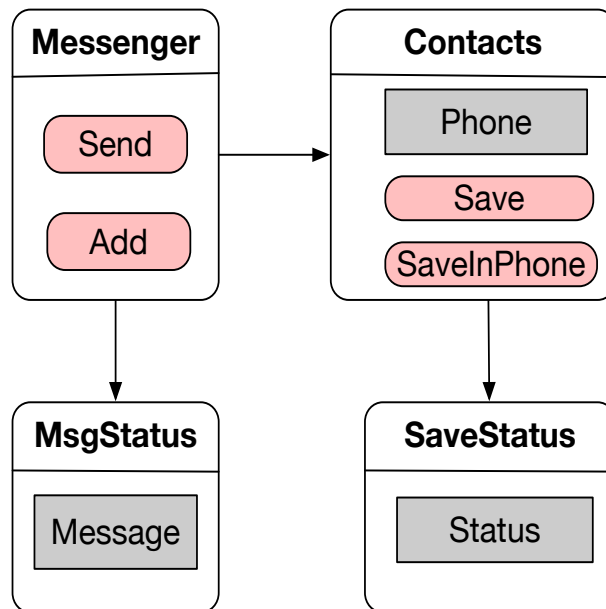 Messenger
Send
Add
Contacts
Phone
Save
SaveInPhone
MsgStatus
Message
SaveStatus
Status